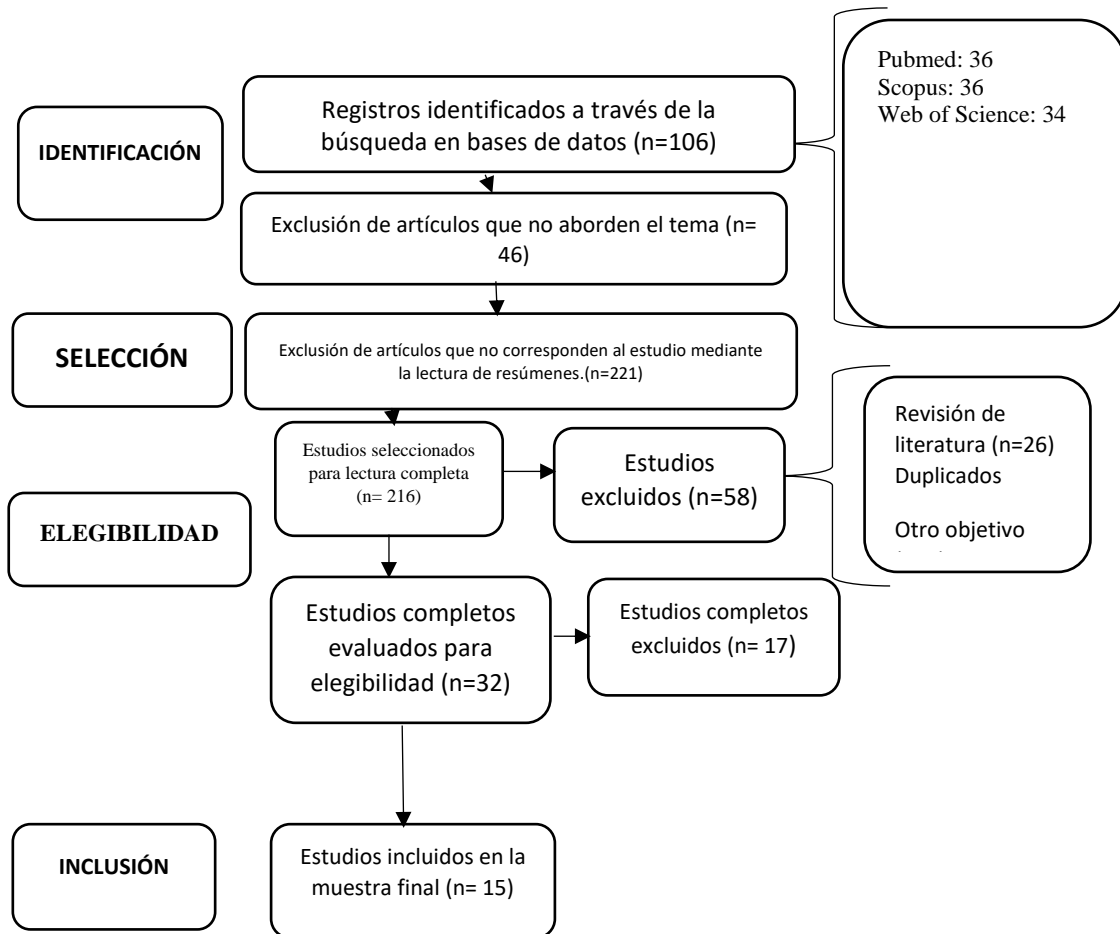 IDENTIFICACIÓN
Registros identificados a través de la
búsqueda en bases de datos (n=106)
Pubmed: 36
Scopus: 36
Web of Science: 34
Exclusión de artículos que no aborden el tema (n=
46)
SELECCIÓN
Exclusión de artículos que no corresponden al estudio mediante
la lectura de resúmenes.(n=221)
ELEGIBILIDAD
Estudios seleccionados
para lectura completa
(n= 216)
Estudios
excluidos (n=58)
Revisión de
literatura (n=26)
Duplicados
Otro objetivo
Estudios completos
evaluados para
elegibilidad (n=32)
Estudios completos
excluidos (n= 17)
INCLUSIÓN
Estudios incluidos en la
muestra final (n= 15)